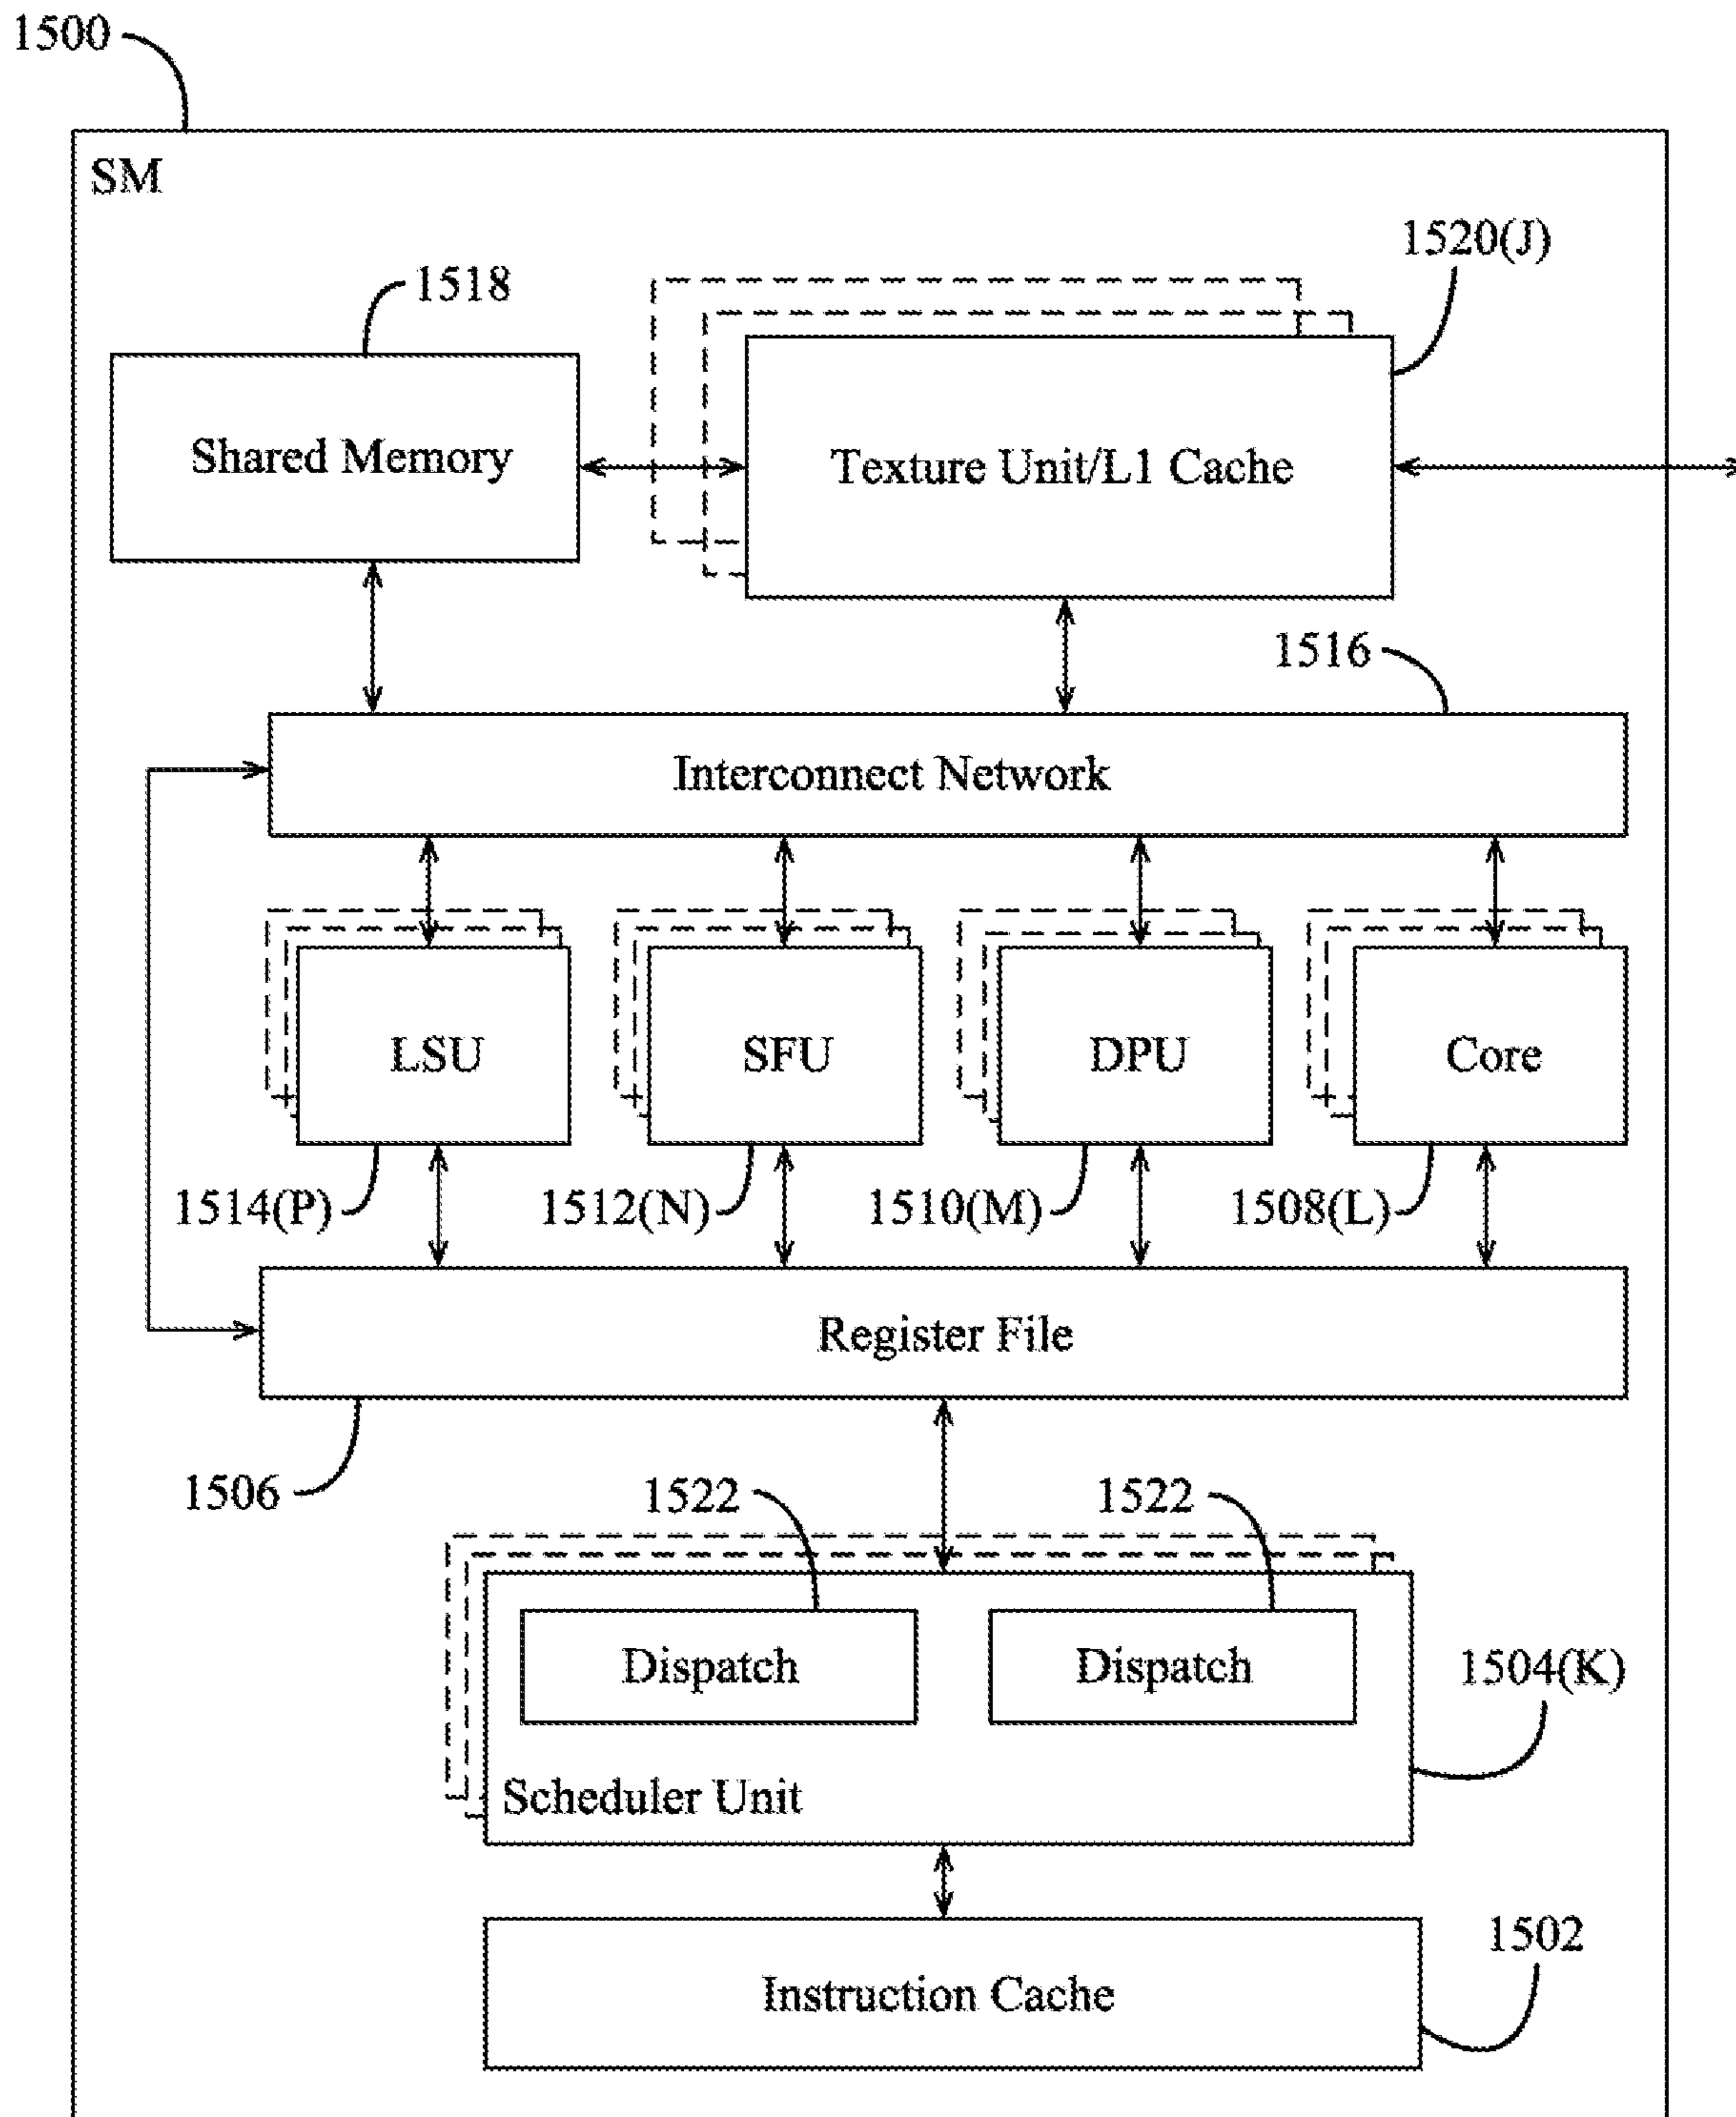 1500
SM
1520(J)
1518
Shared Memory
Texture Unit/L1 Cache
1516
Interconnect Network
LSU
SFU
DPU
Core
1514(P)
1512(N)
1510(M)
1508(L)
Register File
1506
1522
1522
Dispatch
Dispatch
1504(K)
Scheduler Unit
1502
Instruction Cache